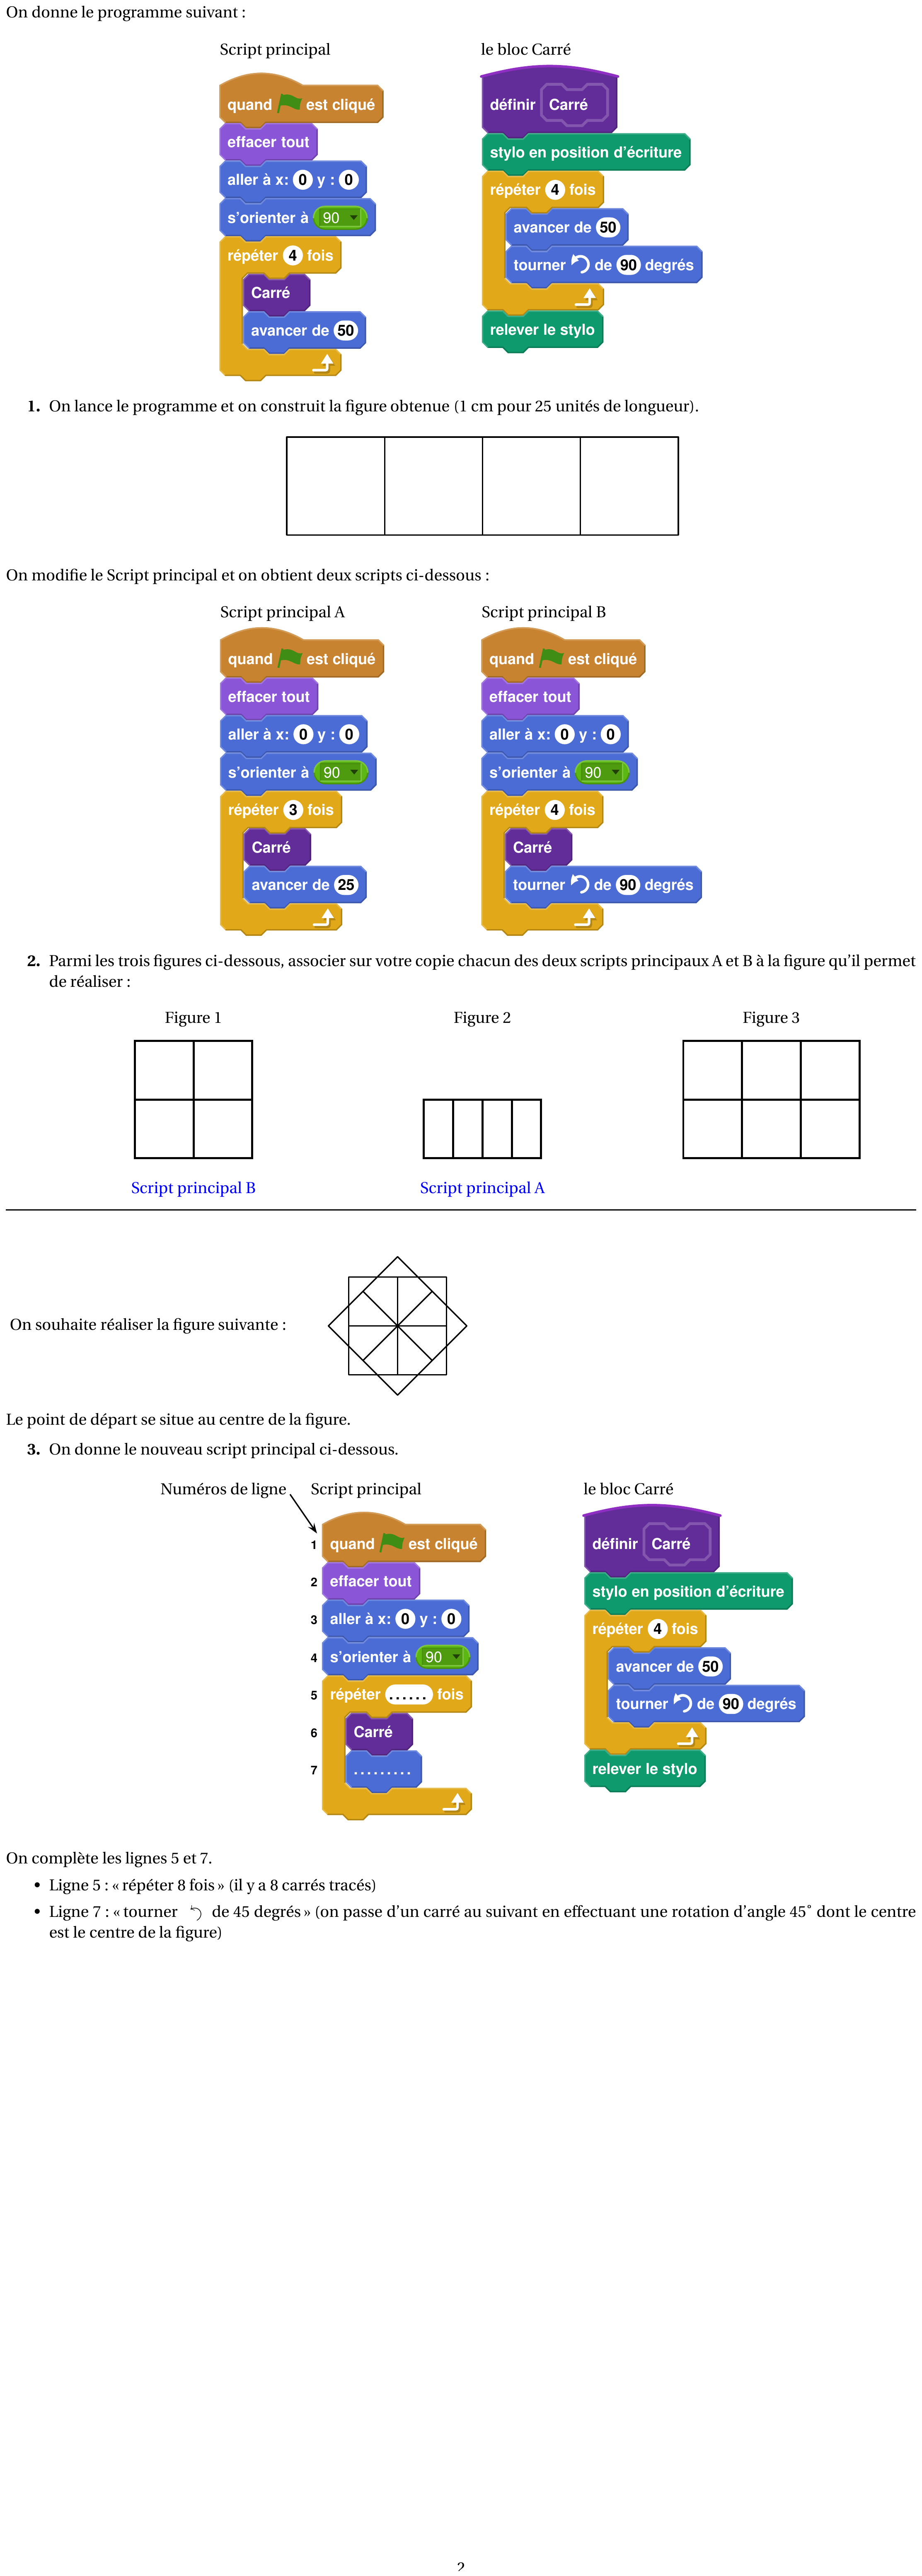 On donne le programme suivant :
Script principal
quand est cliqué
effacer tout
aller à x: 0 y : 0
s'orienter à 90
répéter 4 fois
Carré
avancer de 50
le bloc Carré
définir Carré
stylo en position d'écriture
répéter 4 fois
avancer de 50
tourner de 90 degrés
relever le stylo
1. On lance le programme et on construit la figure obtenue (1 cm pour 25 unités de longueur).
On modifie le Script principal et on obtient deux scripts ci-dessous :
Script principal A
quand est cliqué
effacer tout
aller à x: 0 y : 0
s'orienter à 90
répéter 3 fois
Carré
avancer de 25
Script principal B
quand est cliqué
effacer tout
aller à x: 0 y : 0
s'orienter à 90
répéter 4 fois
Carré
tourner de 90 degrés
2. Parmi les trois figures ci-dessous, associer sur votre copie chacun des deux scripts principaux A et B à la figure qu'il permet
de réaliser :
Figure 1
Figure 2
Figure 3
Script principal B
Script principal A
On souhaite réaliser la figure suivante :
Le point de départ se situe au centre de la figure.
3. On donne le nouveau script principal ci-dessous.
Numéros de ligne
Script principal
1 quand est cliqué
2 effacer tout
3 aller à x: 0 y : 0
4 s'orienter à 90
5 répéter ...... fois
6 Carré
7 .........
le bloc Carré
définir Carré
stylo en position d'écriture
répéter 4 fois
avancer de 50
tourner de 90 degrés
relever le stylo
On complète les lignes 5 et 7.
• Ligne 5 : « répéter 8 fois » (il y a 8 carrés tracés)
• Ligne 7 : « tourner de 45 degrés » (on passe d'un carré au suivant en effectuant une rotation d'angle 45° dont le centre
est le centre de la figure)
2